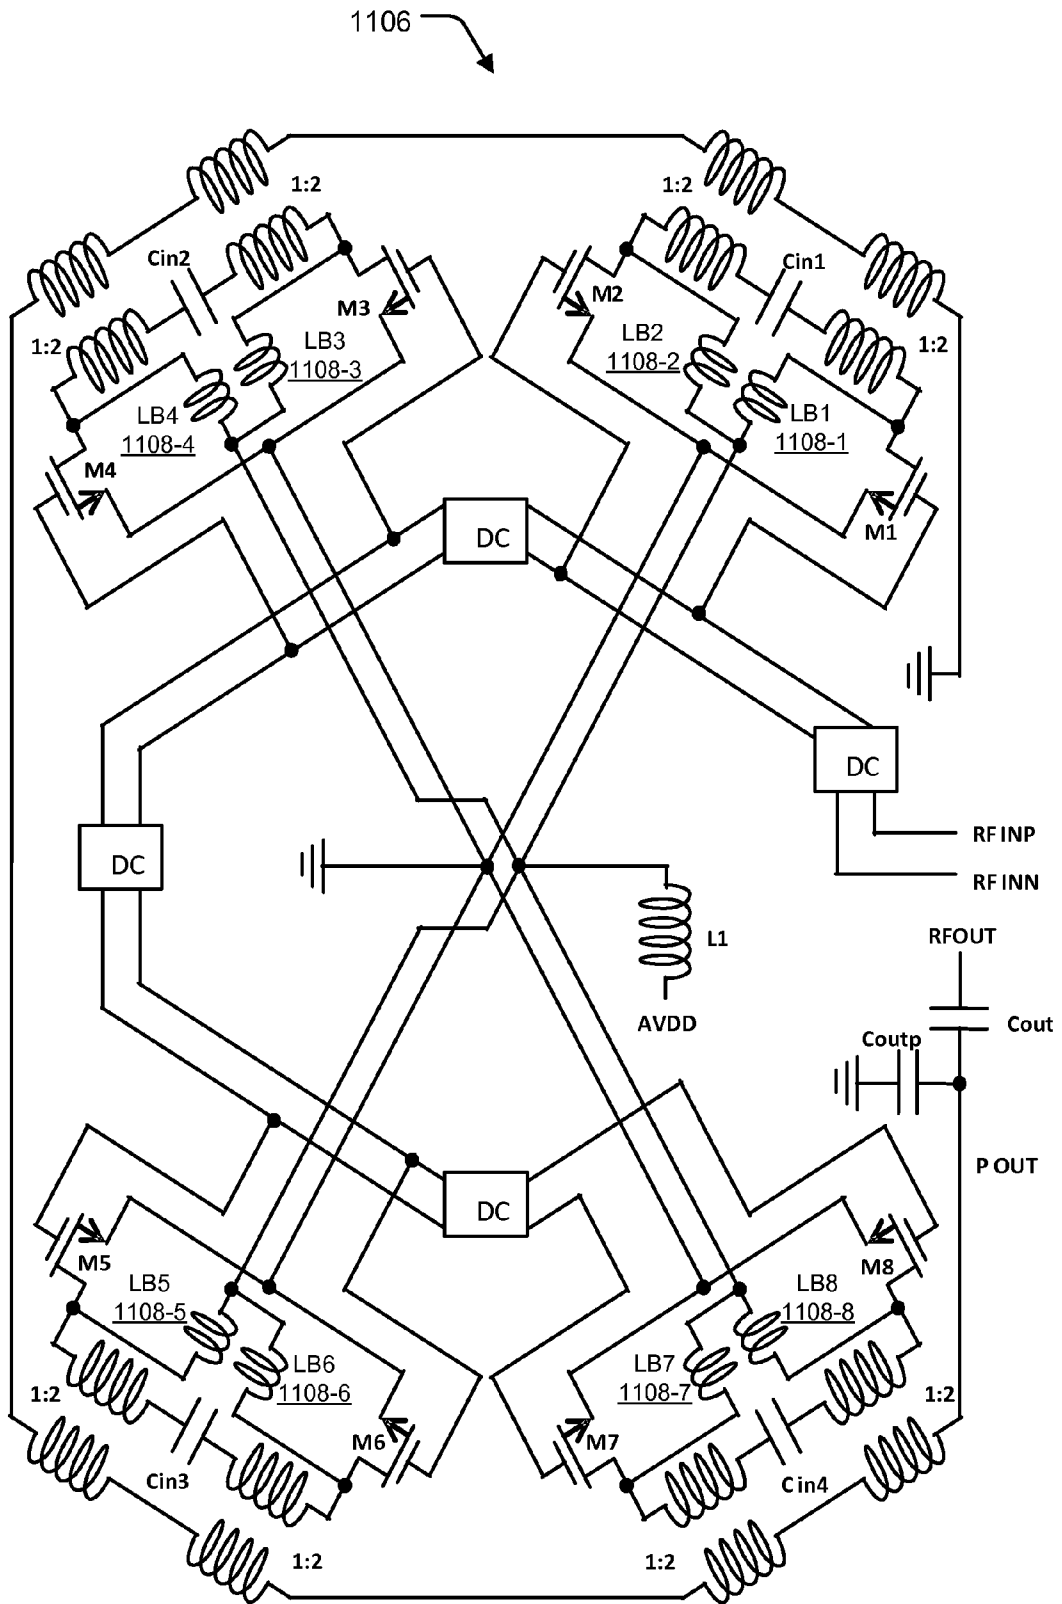 1106
1:2
1:2
Cin2
Cin1
M3
M2
1:2
1:2
LB3
1108-3
LB2
1108-2
LB4
1108-4
LB1
1108-1
M4
M1
DC
DC
DC
RFINP
RFINN
L1
AVDD
RFOUT
Cout
Coutp
P OUT
DC
M5
M8
LB5
1108-5
LB8
1108-8
LB6
1108-6
LB7
1108-7
1:2
1:2
M6
M7
Cin3
Cin4
1:2
1:2